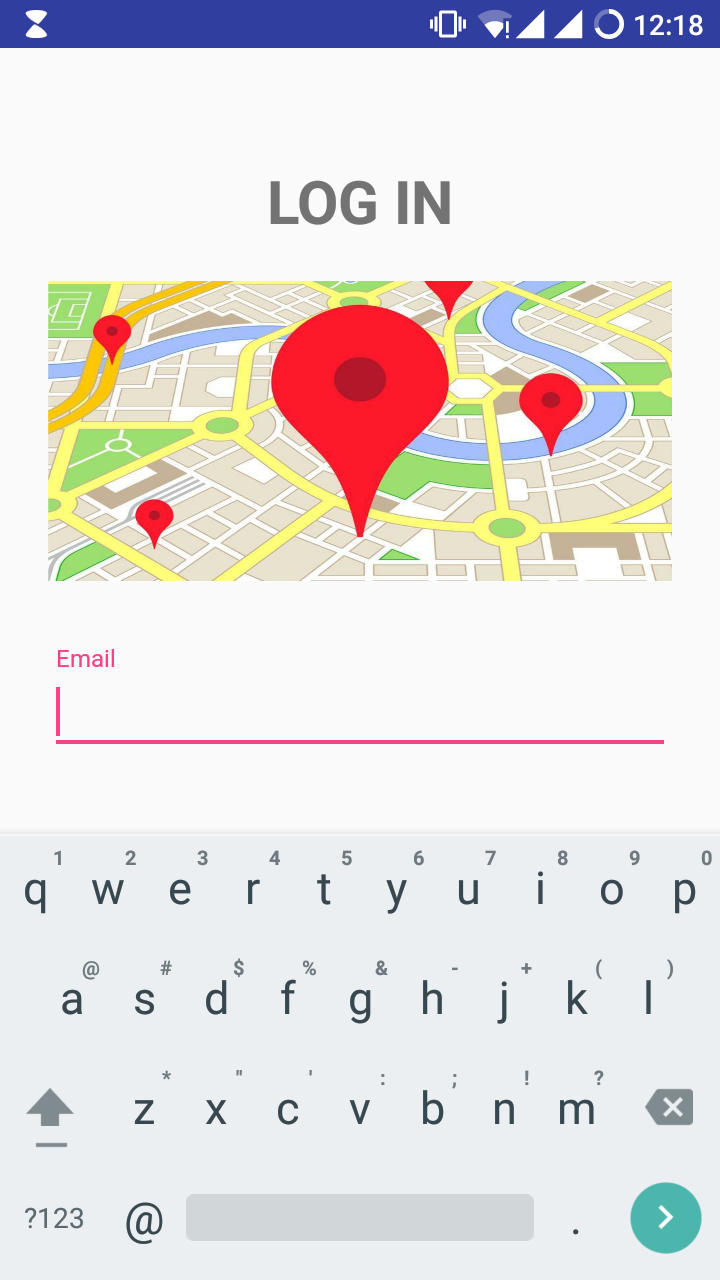 12:18
LOG IN
Email
1 2 3 4 5 6 7 8 9 0
q w e r t y u i o p
@ # $ % & - + ( )
a s d f g h j k l
* " ' : ; ! ?
z x c v b n m
?123 @ .